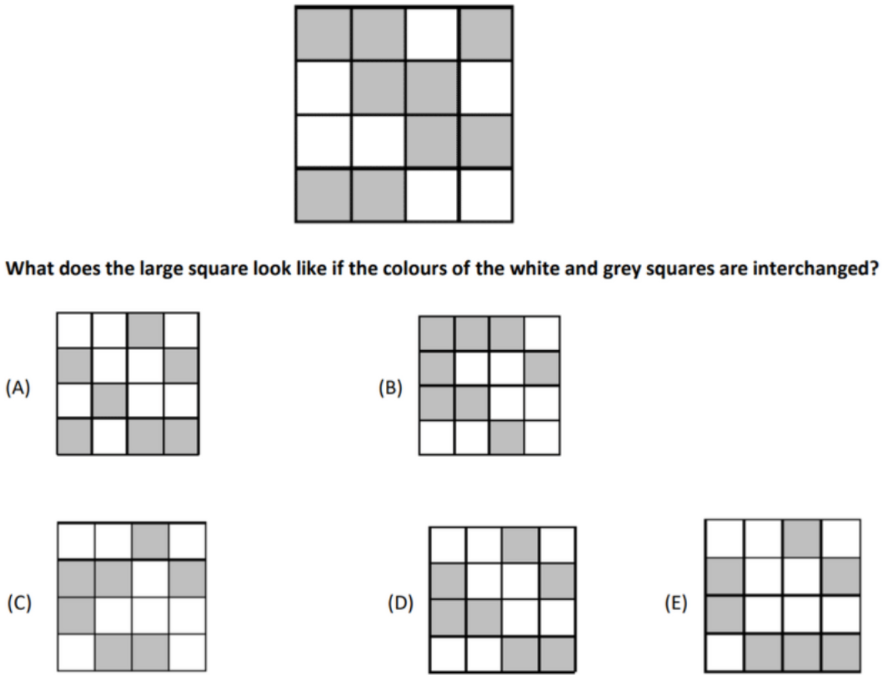 What does the large square look like if the colours of the white and grey squares are interchanged?
(A)
(B)
(C)
(D)
(E)